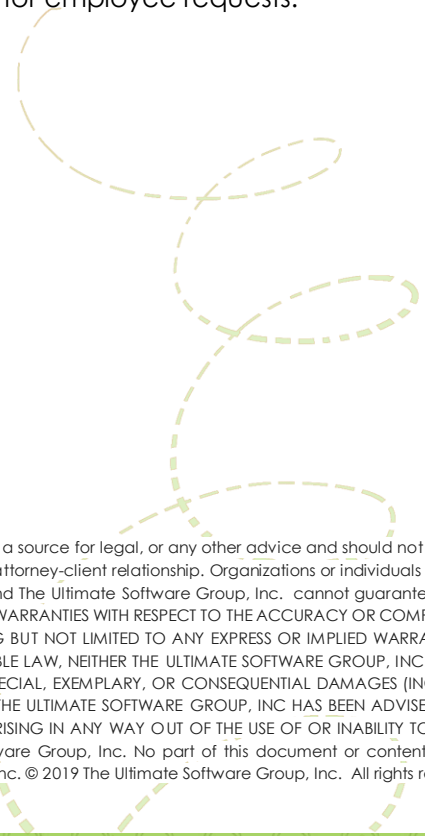 for employee requests.
a source for legal, or any other advice and should not
attorney-client relationship. Organizations or individuals
nd The Ultimate Software Group, Inc. cannot guarante
WARRANTIES WITH RESPECT TO THE ACCURACY OR COMP
G BUT NOT LIMITED TO ANY EXPRESS OR IMPLIED WARRA
BLE LAW, NEITHER THE ULTIMATE SOFTWARE GROUP, INC
ECIAL, EXEMPLARY, OR CONSEQUENTIAL DAMAGES (INC
THE ULTIMATE SOFTWARE GROUP, INC HAS BEEN ADVISE
RISING IN ANY WAY OUT OF THE USE OF OR INABILITY TO
ware Group, Inc. No part of this document or content
nc. © 2019 The Ultimate Software Group, Inc. All rights re